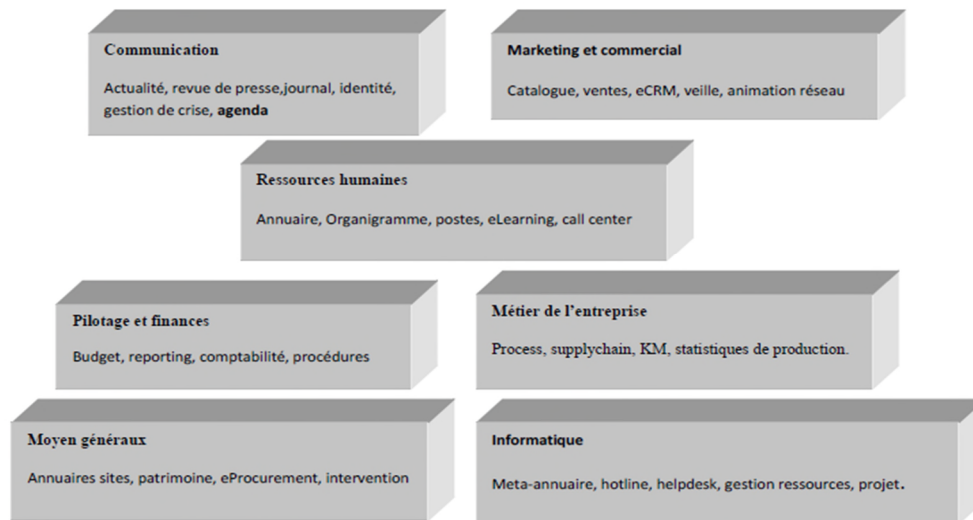 Communication
Actualité, revue de presse,journal, identité,
gestion de crise, agenda
Marketing et commercial
Catalogue, ventes, eCRM, veille, animation réseau
Ressources humaines
Annuaire, Organigramme, postes, eLearning, call center
Pilotage et finances
Budget, reporting, comptabilité, procédures
Métier de l'entreprise
Process, supplychain, KM, statistiques de production.
Moyen généraux
Annuaires sites, patrimoine, eProcurement, intervention
Informatique
Meta-annuaire, hotline, helpdesk, gestion ressources, projet.